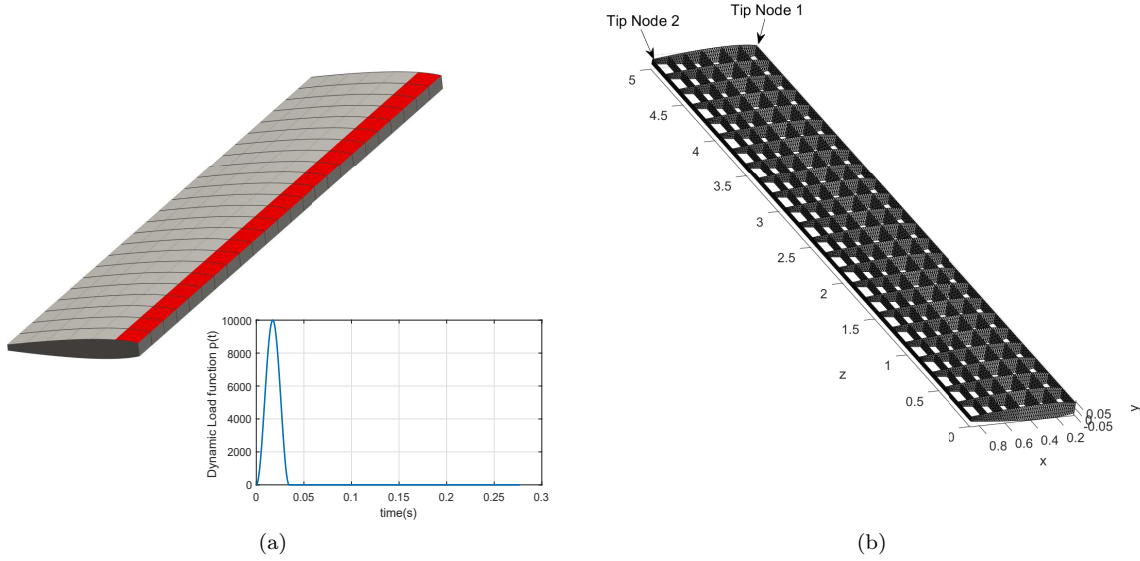 Tip Node 1
Tip Node 2
5
4.5
4
3.5
3
2.5
2
1.5
1
0.5
0
z
0.8 0.6 0.4 0.2
x
0.05
0
-0.05
y
10000
8000
6000
4000
2000
0
Dynamic Load function p(t)
0 0.05 0.1 0.15 0.2 0.25 0.3
time(s)
(a)
(b)